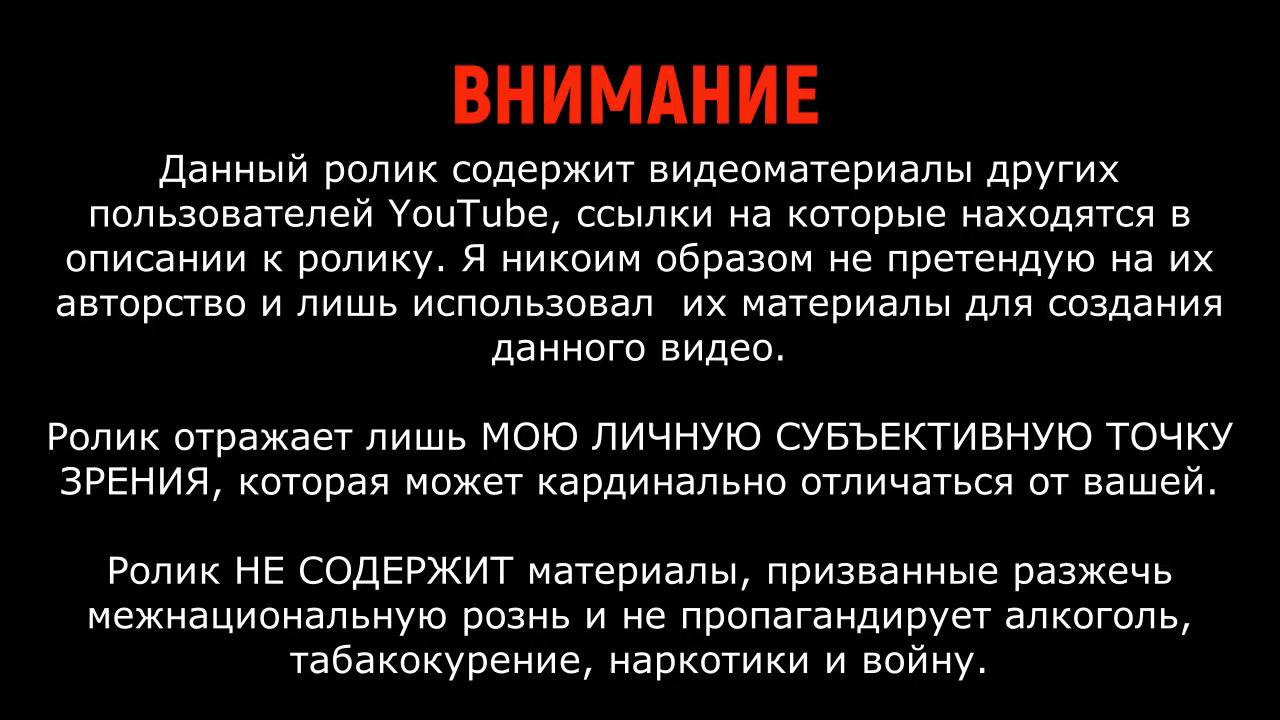 ВНИМАНИЕ
Данный ролик содержит видеоматериалы других
пользователей YouTube, ссылки на которые находятся в
описании к ролику. Я никоим образом не претендую на их
авторство и лишь использовал  их материалы для создания
данного видео.
Ролик отражает лишь МОЮ ЛИЧНУЮ СУБЪЕКТИВНУЮ ТОЧКУ
ЗРЕНИЯ, которая может кардинально отличаться от вашей.
Ролик НЕ СОДЕРЖИТ материалы, призванные разжечь
межнациональную рознь и не пропагандирует алкоголь,
табакокурение, наркотики и войну.